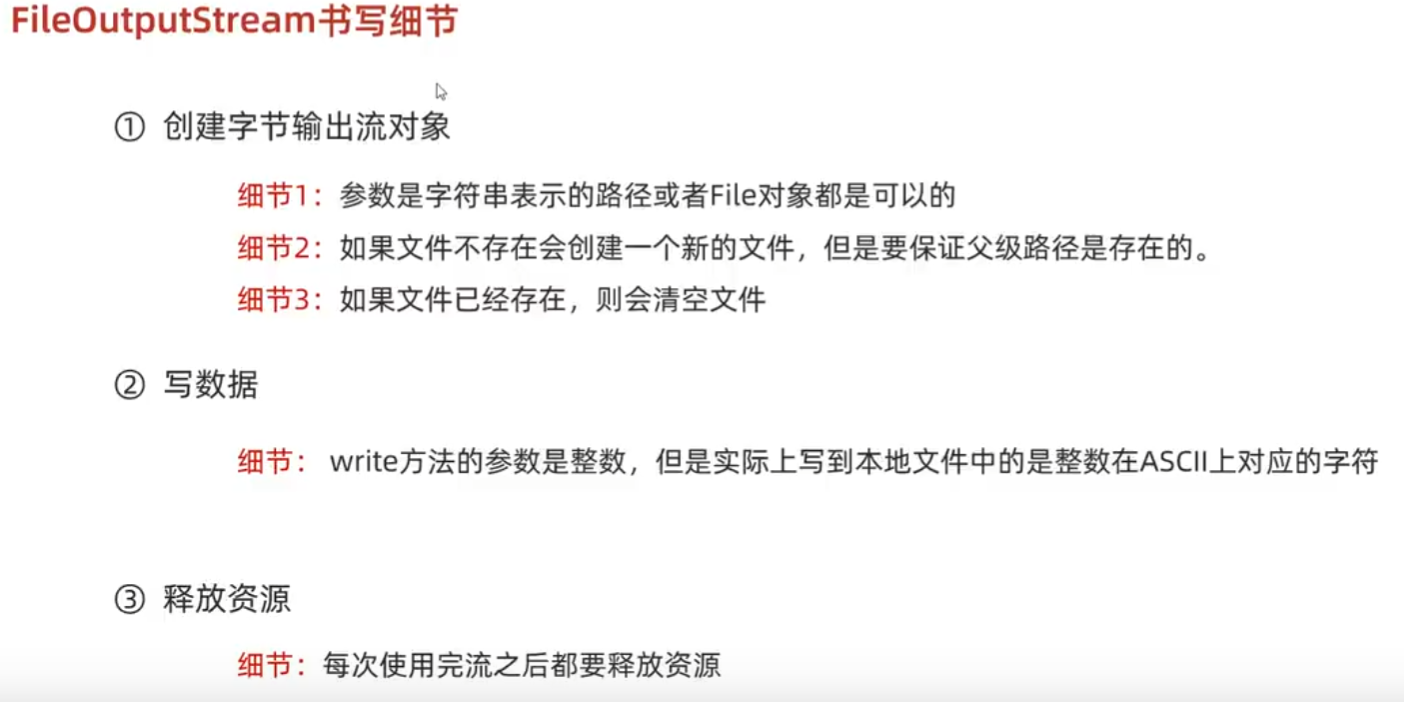 FileOutputStream书写细节
① 创建字节输出流对象
细节1：参数是字符串表示的路径或者File对象都是可以的
细节2：如果文件不存在会创建一个新的文件，但是要保证父级路径是存在的。
细节3：如果文件已经存在，则会清空文件
② 写数据
细节： write方法的参数是整数，但是实际上写到本地文件中的是整数在ASCII上对应的字符
③ 释放资源
细节：每次使用完流之后都要释放资源